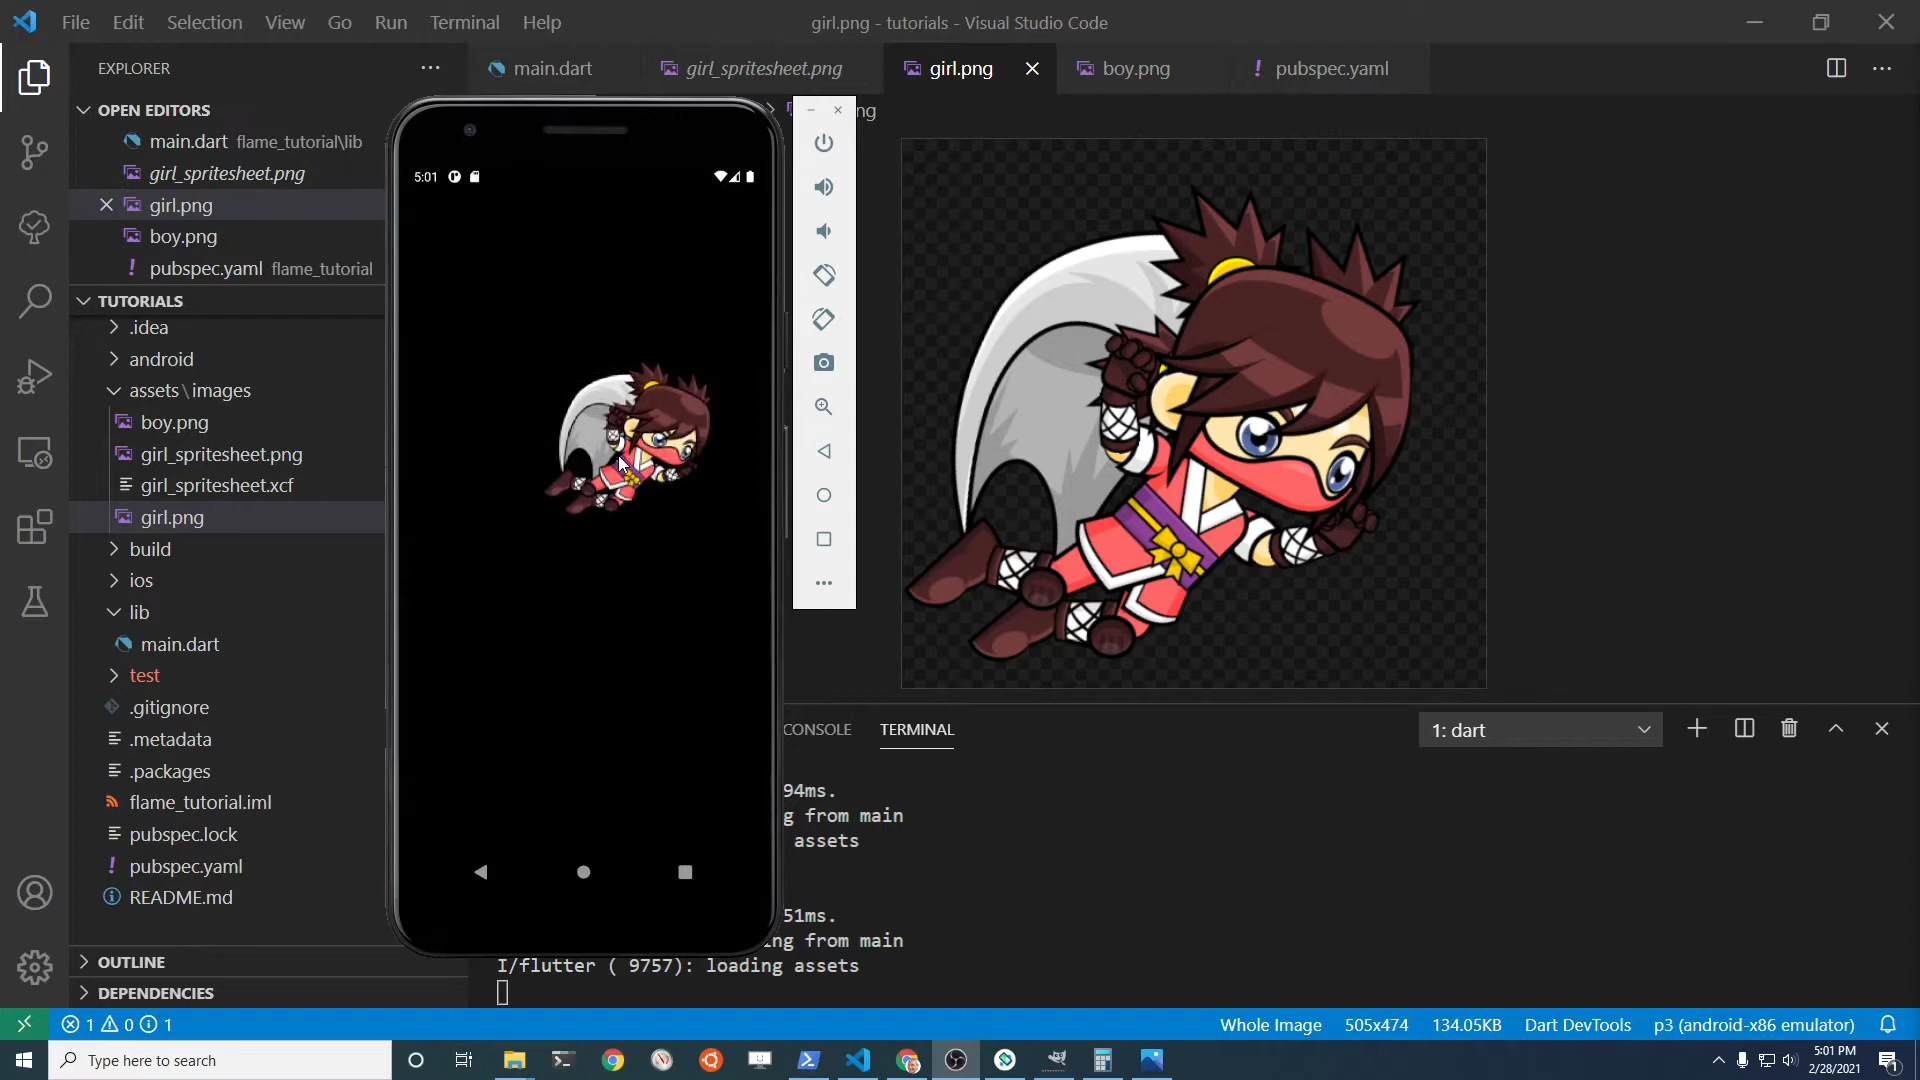 File Edit Selection View Go Run Terminal Help
girl.png - tutorials - Visual Studio Code
EXPLORER
main.dart
girl_spritesheet.png
girl.png
boy.png
! pubspec.yaml
ng
OPEN EDITORS
main.dart flame_tutorial\lib
girl_spritesheet.png
girl.png
boy.png
! pubspec.yaml flame_tutorial
TUTORIALS
.idea
android
assets\images
boy.png
girl_spritesheet.png
girl_spritesheet.xcf
girl.png
build
ios
lib
main.dart
test
.gitignore
.metadata
.packages
flame_tutorial.iml
pubspec.lock
! pubspec.yaml
README.md
OUTLINE
DEPENDENCIES
5:01
CONSOLE TERMINAL
1: dart
94ms.
g from main
assets
51ms.
ing from main
I/flutter ( 9757): loading assets
1 0 1
Whole Image 505x474 134.05KB Dart DevTools p3 (android-x86 emulator)
Type here to search
5:01 PM
2/28/2021
1